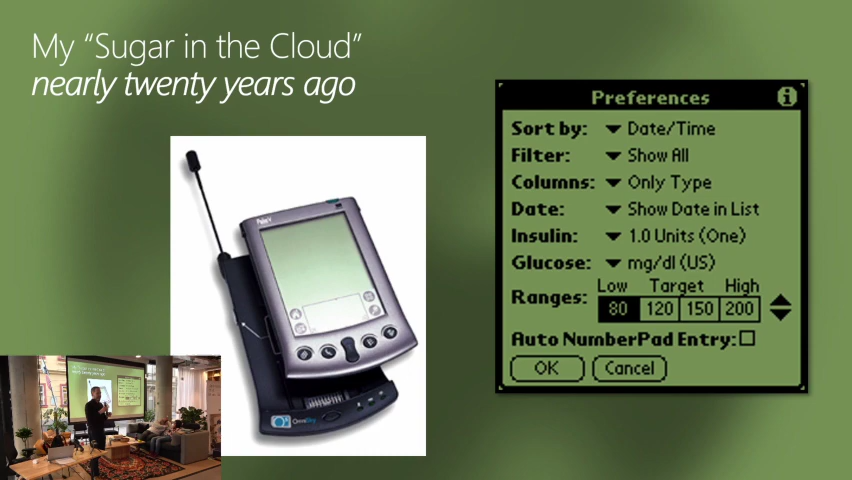 My “Sugar in the Cloud”
nearly twenty years ago
Preferences
Sort by: Date/Time
Filter: Show All
Columns: Only Type
Date: Show Date in List
Insulin: 1.0 Units (One)
Glucose: mg/dl (US)
Low Target High
Ranges: 80 120 150 200
Auto NumberPad Entry:
OK Cancel
Palm V
OmniSky